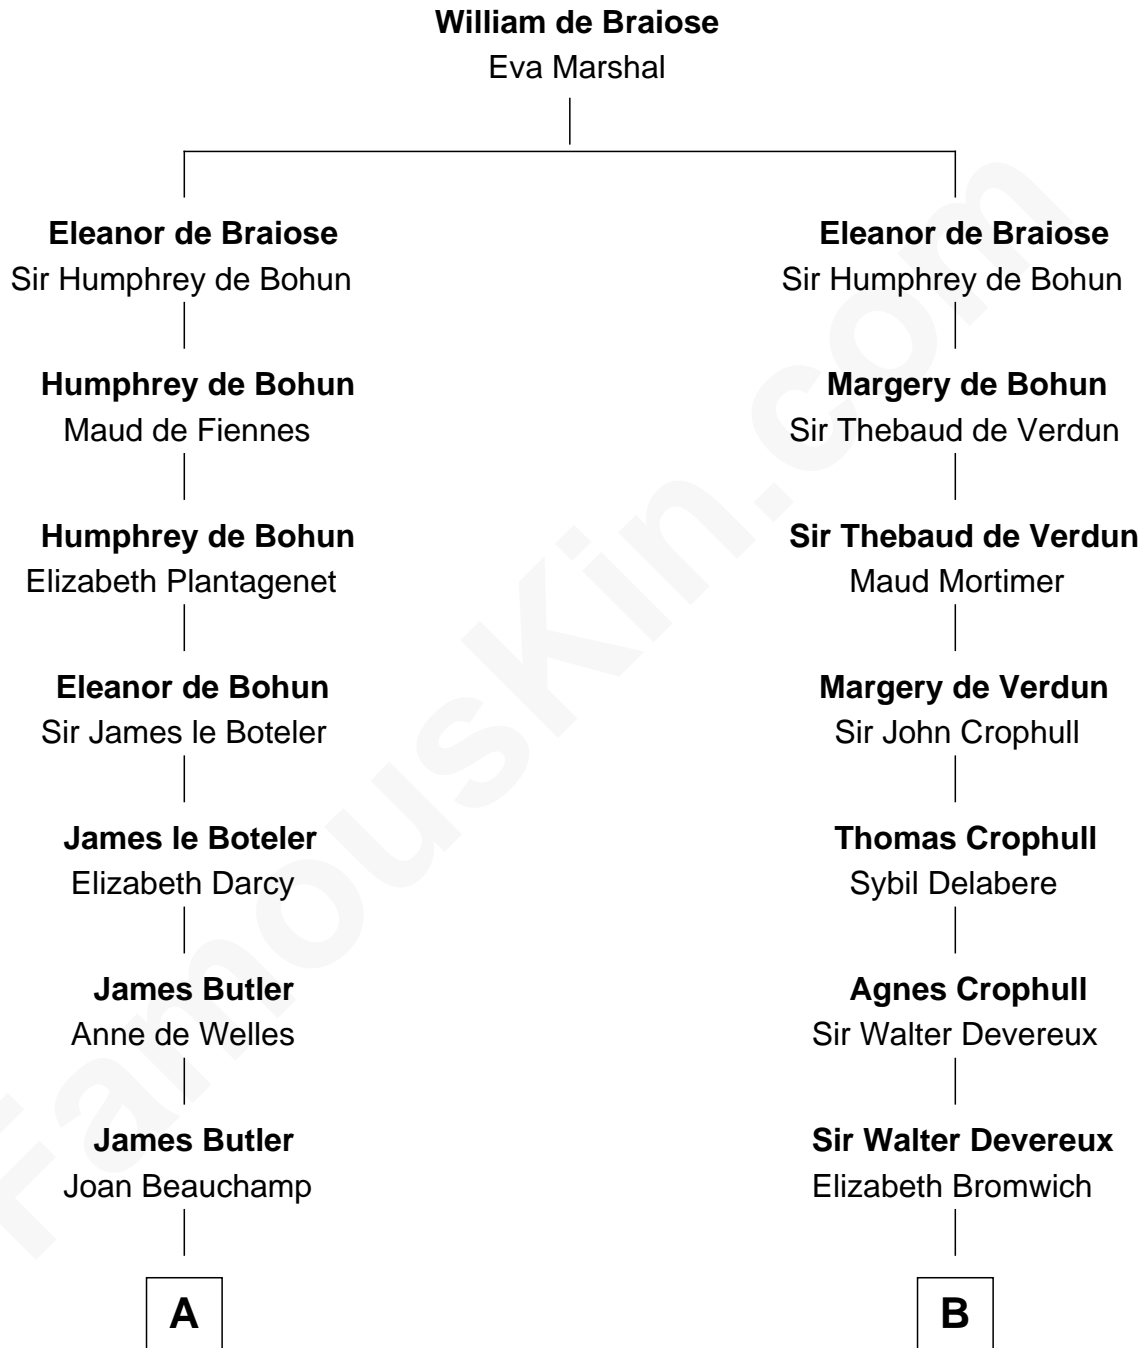 William de Braiose
Eva Marshal
Eleanor de Braiose
Sir Humphrey de Bohun
Eleanor de Braiose
Sir Humphrey de Bohun
Humphrey de Bohun
Maud de Fiennes
Margery de Bohun
Sir Thebaud de Verdun
Humphrey de Bohun
Elizabeth Plantagenet
Sir Thebaud de Verdun
Maud Mortimer
Eleanor de Bohun
Sir James le Boteler
Margery de Verdun
Sir John Crophull
James le Boteler
Elizabeth Darcy
Thomas Crophull
Sybil Delabere
James Butler
Anne de Welles
Agnes Crophull
Sir Walter Devereux
James Butler
Joan Beauchamp
Sir Walter Devereux
Elizabeth Bromwich
A
B
FamousKin.com